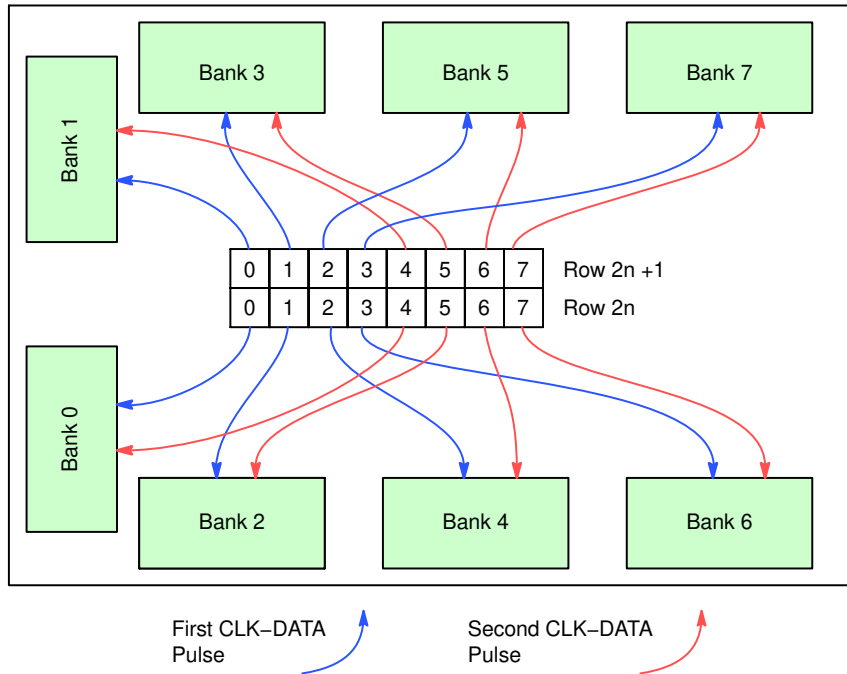 Bank 3
Bank 5
Bank 7
Bank 1
0 1 2 3 4 5 6 7 Row 2n +1
0 1 2 3 4 5 6 7 Row 2n
Bank 0
Bank 2
Bank 4
Bank 6
First CLK−DATA
Pulse
Second CLK−DATA
Pulse